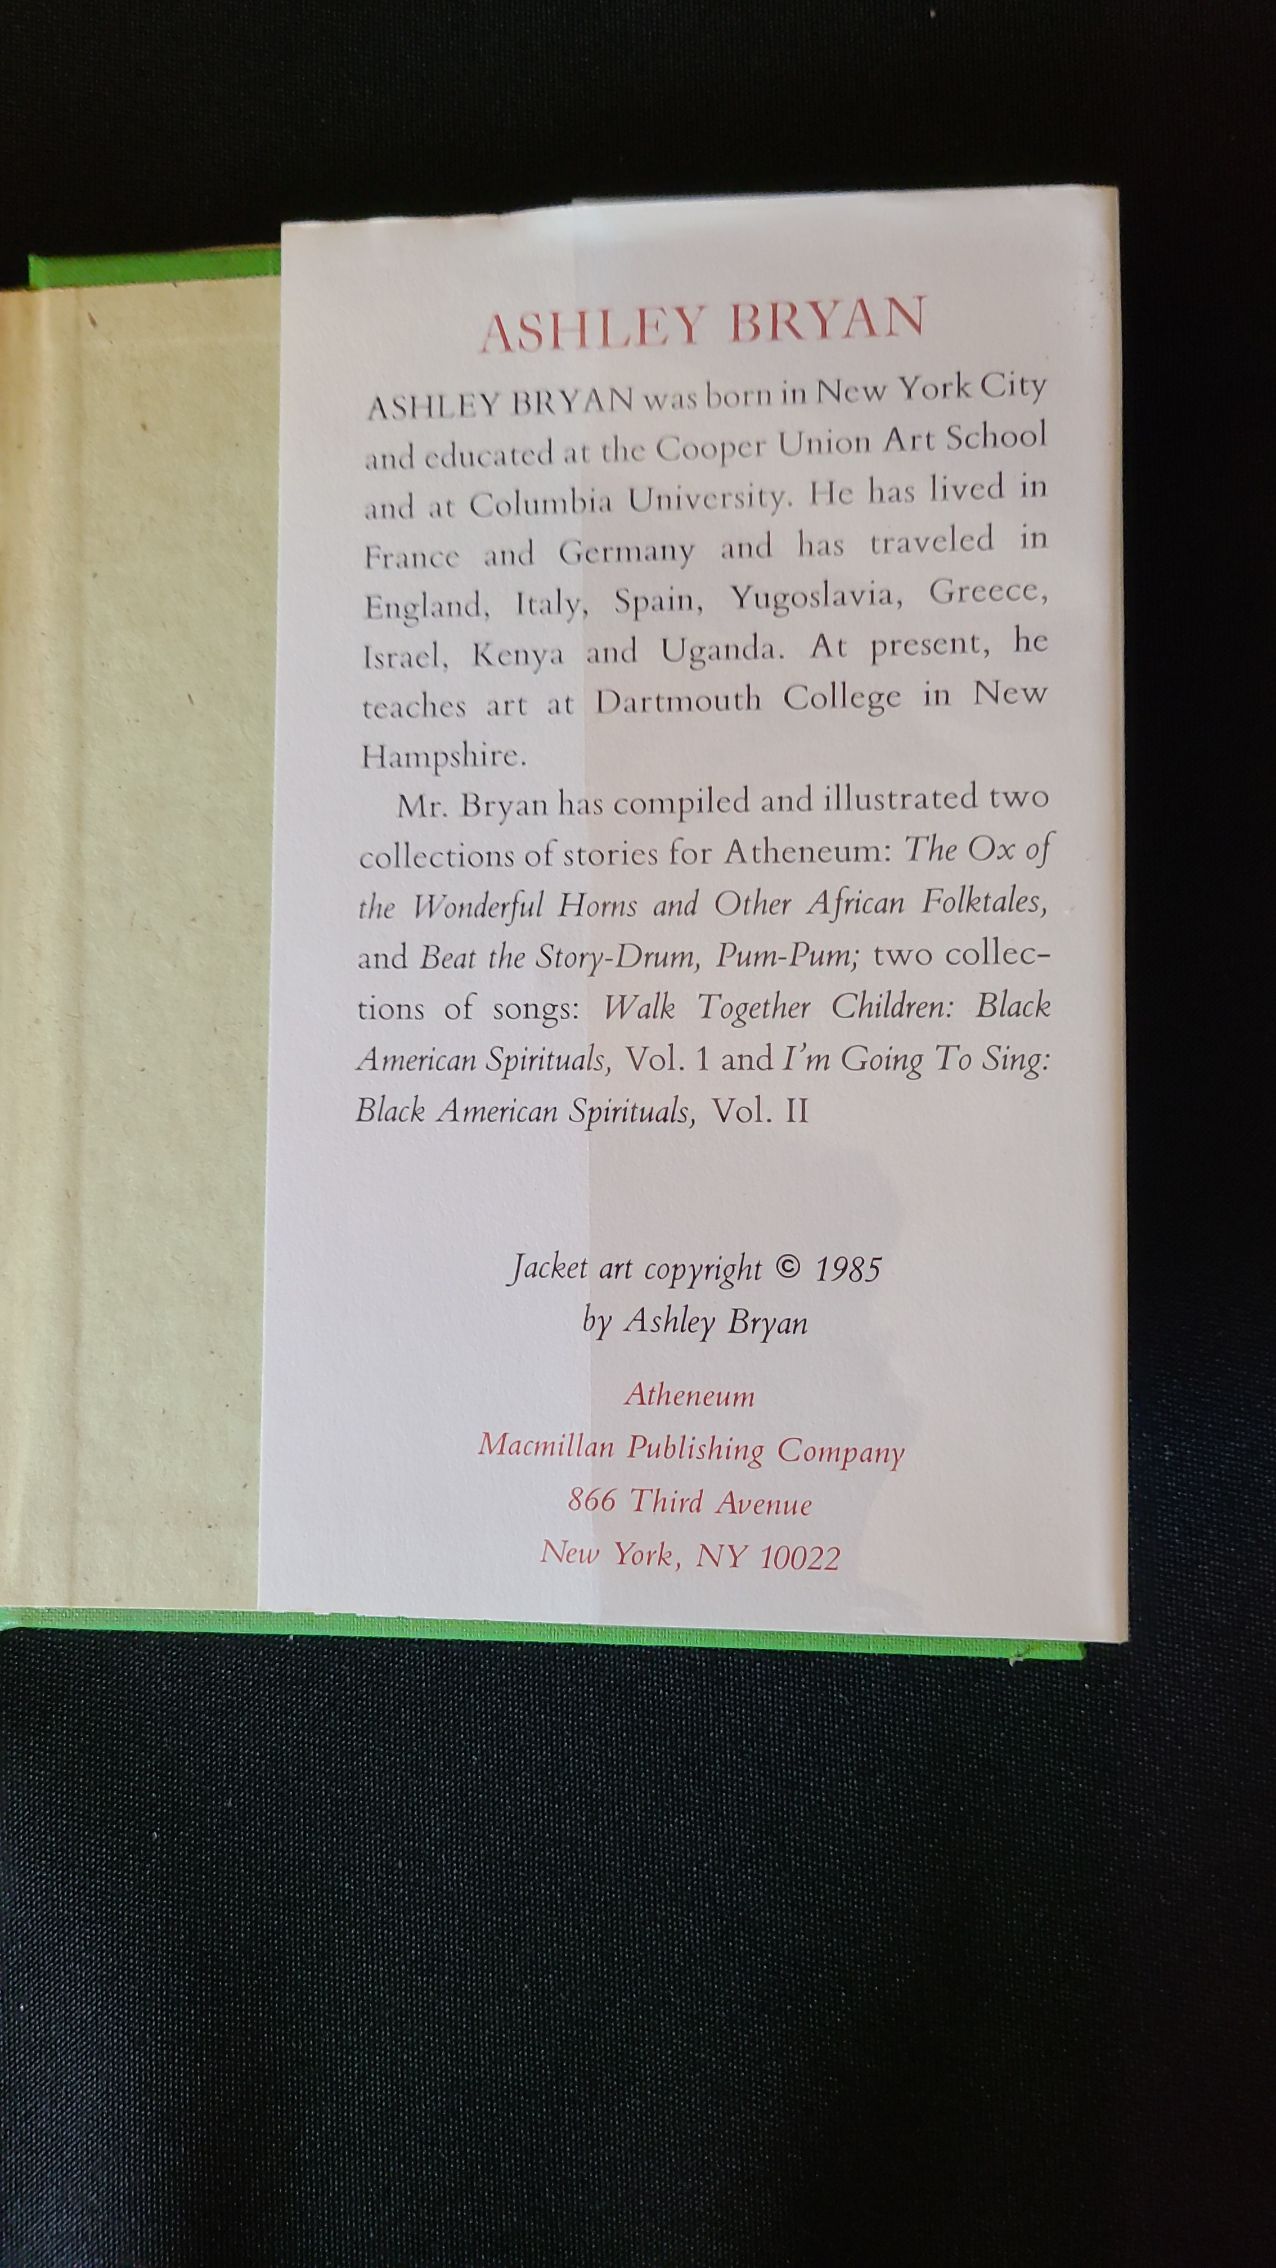 ASHLEY BRYAN
ASHLEY BRYAN was born in New York City
and educated at the Cooper Union Art School
and at Columbia University. He has lived in
France and Germany and has traveled in
England, Italy, Spain, Yugoslavia, Greece,
Israel, Kenya and Uganda. At present, he
teaches art at Dartmouth College in New
Hampshire.
Mr. Bryan has compiled and illustrated two
collections of stories for Atheneum: The Ox of
the Wonderful Horns and Other African Folktales,
and Beat the Story-Drum, Pum-Pum; two collec-
tions of songs: Walk Together Children: Black
American Spirituals, Vol. 1 and I'm Going To Sing:
Black American Spirituals, Vol. II
Jacket art copyright © 1985
by Ashley Bryan
Atheneum
Macmillan Publishing Company
866 Third Avenue
New York, NY 10022